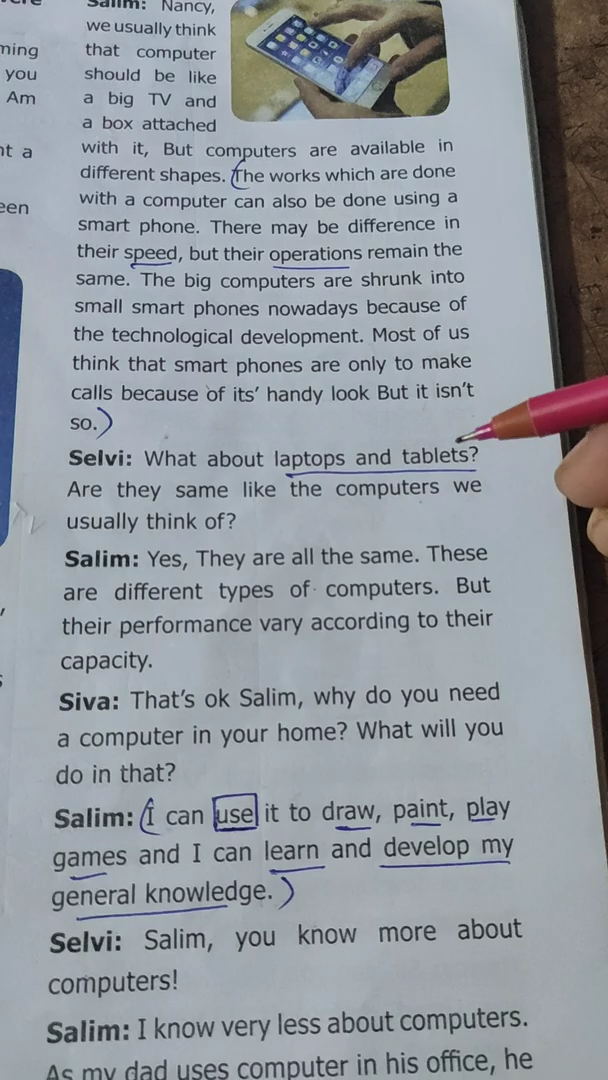 Salim: Nancy,
we usually think
that computer
should be like
a big TV and
a box attached
with it, But computers are available in
different shapes. The works which are done
with a computer can also be done using a
smart phone. There may be difference in
their speed, but their operations remain the
same. The big computers are shrunk into
small smart phones nowadays because of
the technological development. Most of us
think that smart phones are only to make
calls because of its' handy look But it isn't
so.
Selvi: What about laptops and tablets?
Are they same like the computers we
usually think of?
Salim: Yes, They are all the same. These
are different types of computers. But
their performance vary according to their
capacity.
Siva: That's ok Salim, why do you need
a computer in your home? What will you
do in that?
Salim: I can use it to draw, paint, play
games and I can learn and develop my
general knowledge.
Selvi: Salim, you know more about
computers!
Salim: I know very less about computers.
As my dad uses computer in his office, he
you
Am